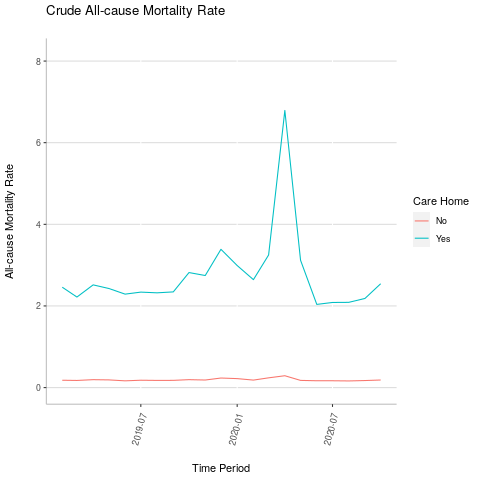 Crude All-cause Mortality Rate
All-cause Mortality Rate
8
6
4
2
0
2019.07
2020.01
2020.07
Time Period
Care Home
No
Yes